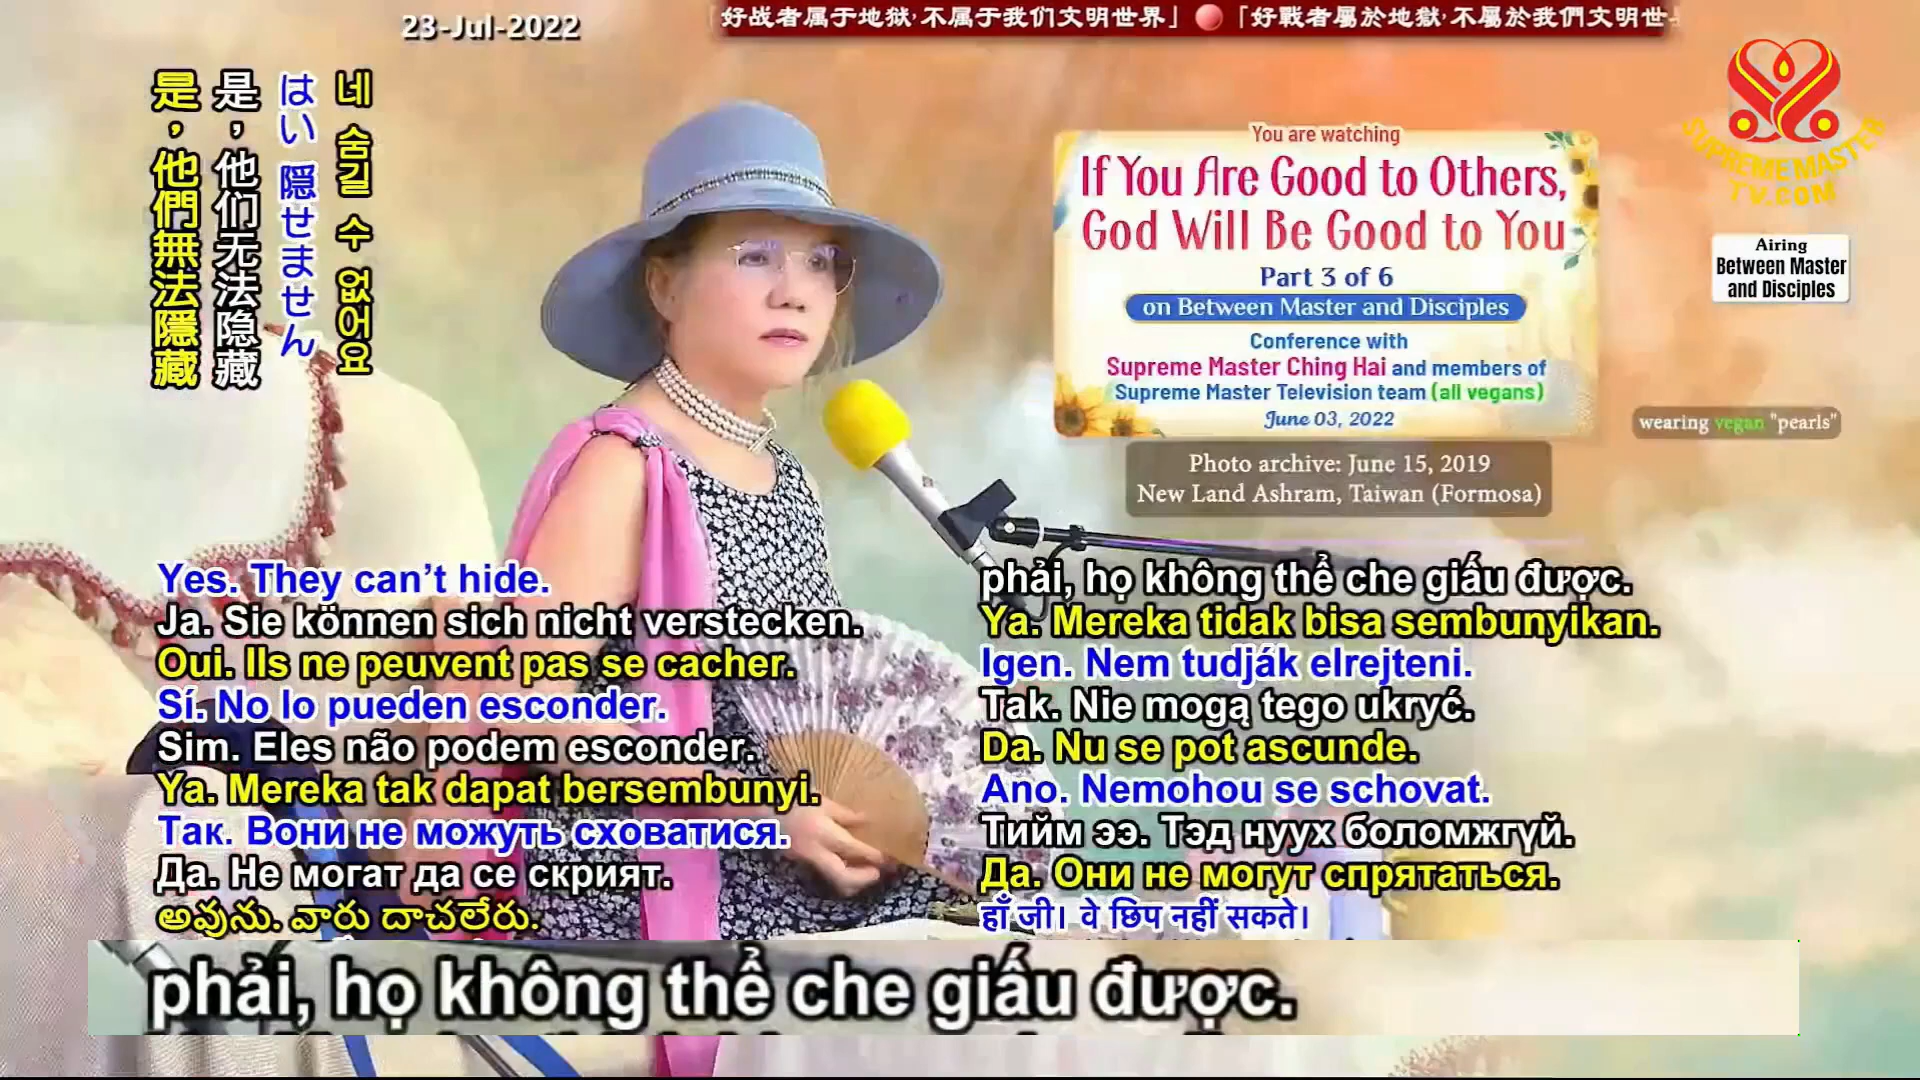 23-Jul-2022
「好战者属于地狱，不属于我们文明世界」 「好戰者屬於地獄，不屬於我們文明世
SUPREME MASTER
TV.COM
네 숨길 수 없어요
はい 隠せません
是，他们无法隐藏
是，他們無法隱藏
You are watching
If You Are Good to Others,
God Will Be Good to You
Part 3 of 6
on Between Master and Disciples
Conference with
Supreme Master Ching Hai and members of
Supreme Master Television team (all vegans)
June 03, 2022
Airing
Between Master
and Disciples
wearing vegan "pearls"
Photo archive: June 15, 2019
New Land Ashram, Taiwan (Formosa)
Yes. They can’t hide.
Ja. Sie können sich nicht verstecken.
Oui. Ils ne peuvent pas se cacher.
Sí. No lo pueden esconder.
Sim. Eles não podem esconder.
Ya. Mereka tak dapat bersembunyi.
Так. Вони не можуть сховатися.
Да. Не могат да се скрият.
అవును. వారు దాచలేరు.
phải, họ không thể che giấu được.
Ya. Mereka tidak bisa sembunyikan.
Igen. Nem tudják elrejteni.
Tak. Nie mogą tego ukryć.
Da. Nu se pot ascunde.
Ano. Nemohou se schovat.
Тийм ээ. Тэд нуух боломжгүй.
Да. Они не могут спрятаться.
हाँ जी। वे छिप नहीं सकते।
phải, họ không thể che giấu được.